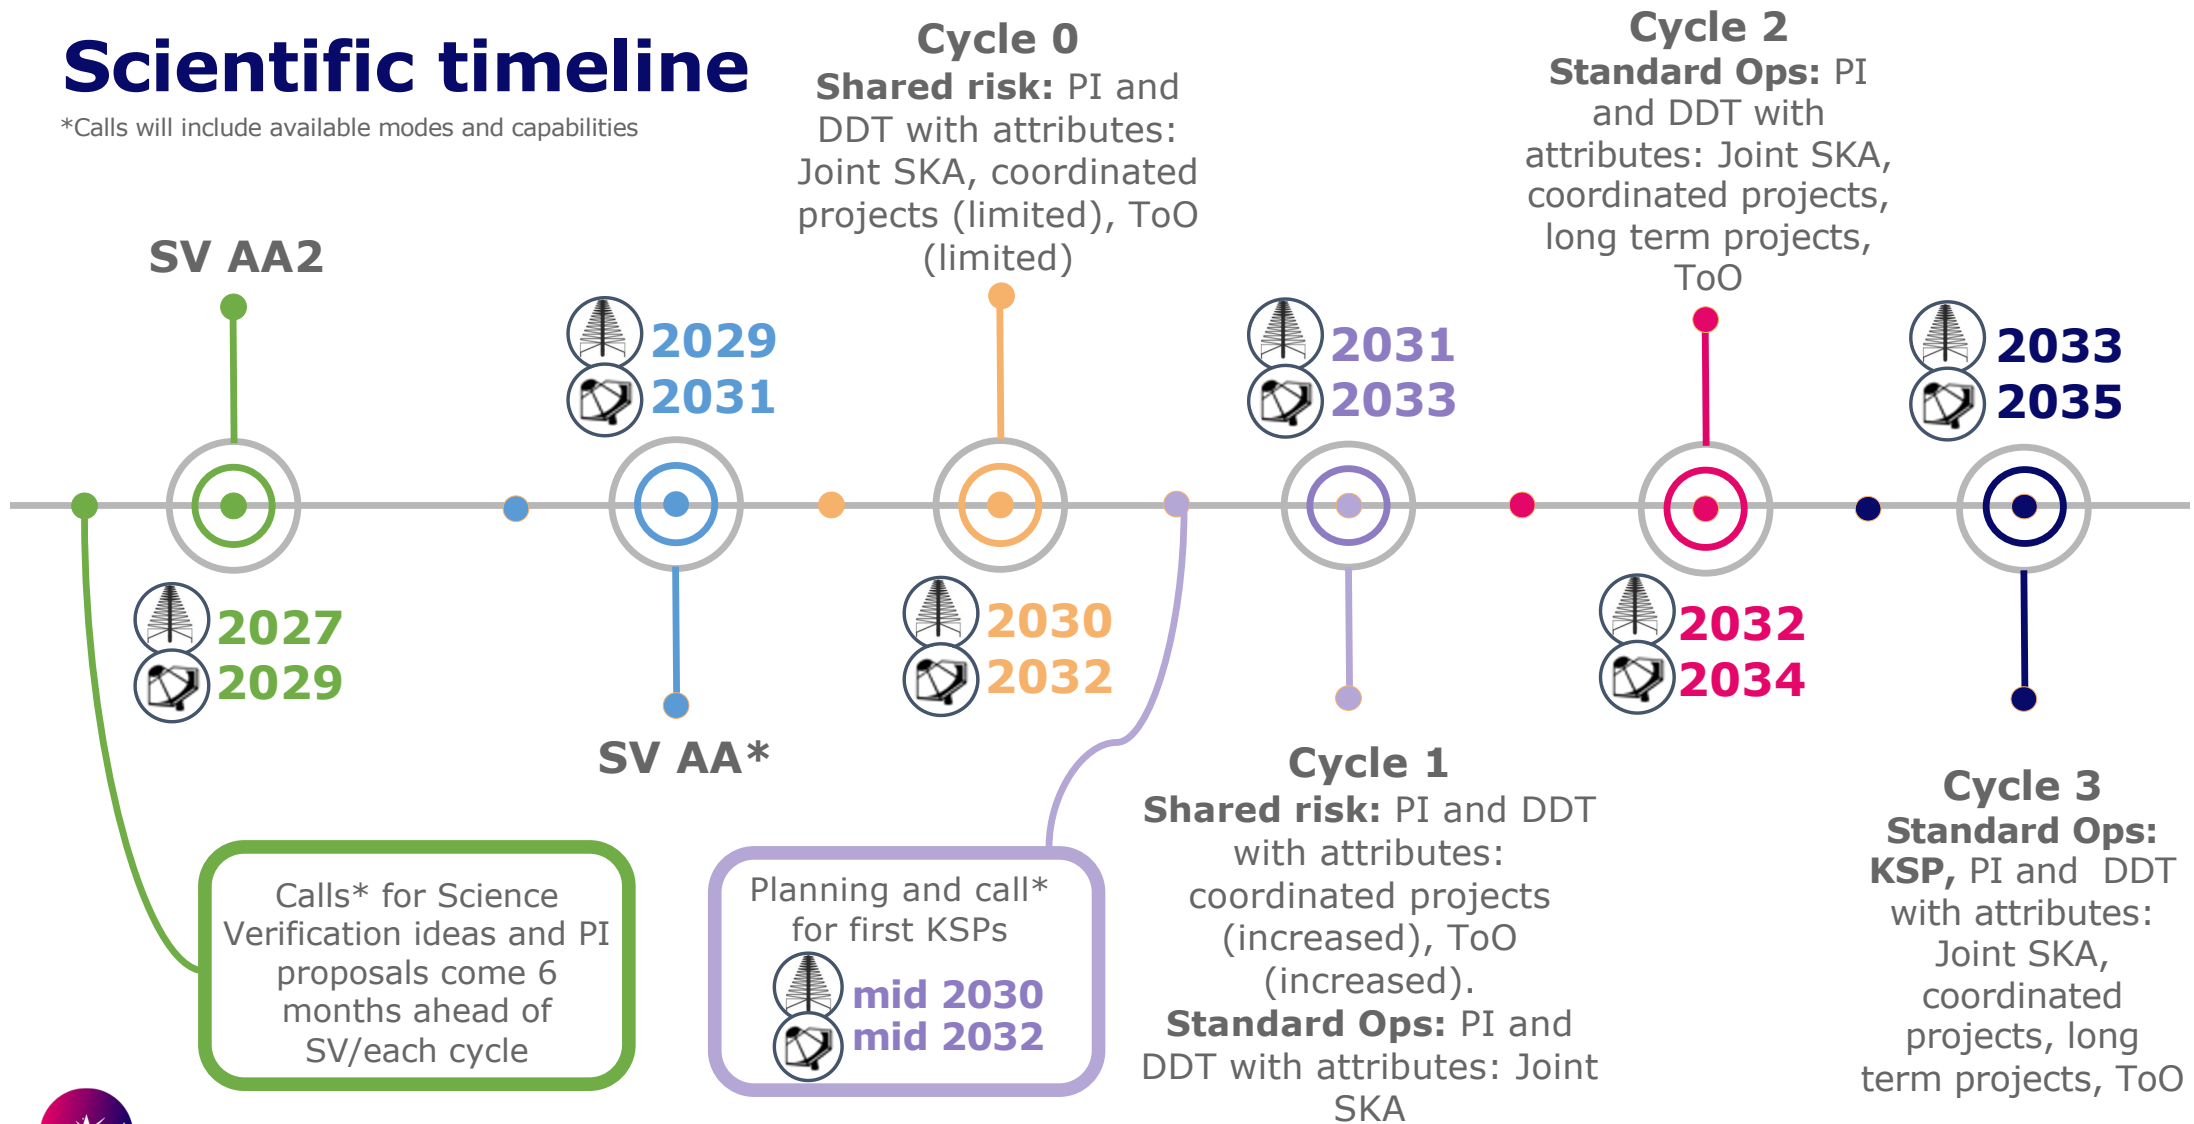 Scientific timeline
*Calls will include available modes and capabilities
SV AA2
2027
2029
Calls* for Science
Verification ideas and PI
proposals come 6
months ahead of
SV/each cycle
2029
2031
SV AA*
Cycle 0
Shared risk: PI and
DDT with attributes:
Joint SKA, coordinated
projects (limited), ToO
(limited)
2030
2032
Planning and call*
for first KSPs
mid 2030
mid 2032
2031
2033
Cycle 1
Shared risk: PI and DDT
with attributes:
coordinated projects
(increased), ToO
(increased).
Standard Ops: PI and
DDT with attributes: Joint
SKA
Cycle 2
Standard Ops: PI
and DDT with
attributes: Joint SKA,
coordinated projects,
long term projects,
ToO
2032
2034
2033
2035
Cycle 3
Standard Ops:
KSP, PI and DDT
with attributes:
Joint SKA,
coordinated
projects, long
term projects, ToO